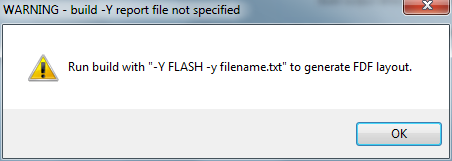 WARNING - build -Y report file not specified
Run build with "-Y FLASH -y filename.txt" to generate FDF layout.
OK